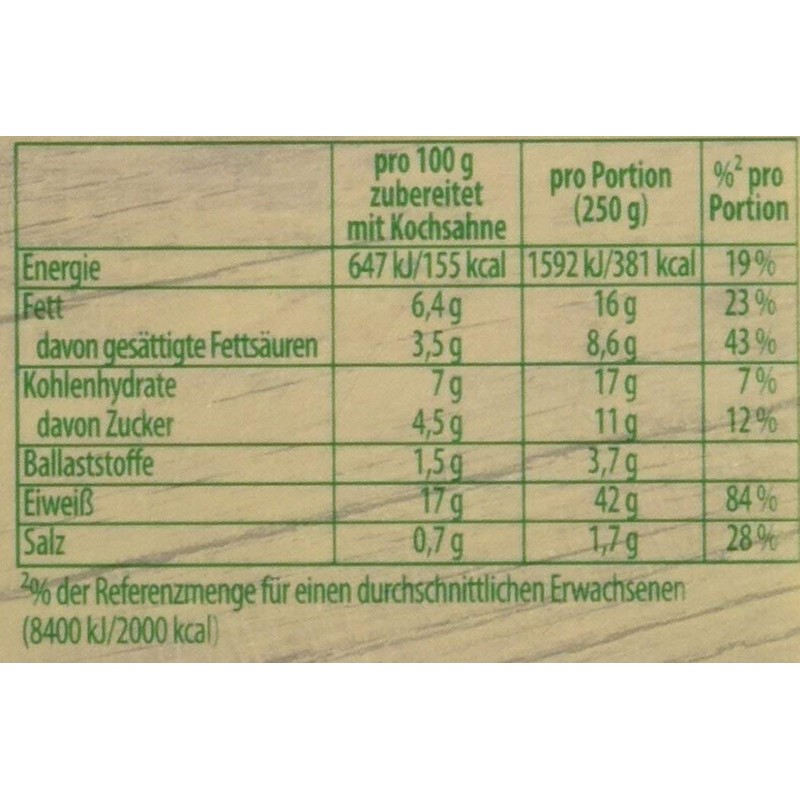 pro 100 g zubereitet mit Kochsahne pro Portion (250 g) %² pro Portion
Energie 647 kJ/155 kcal 1592 kJ/381 kcal 19 %
Fett 6,4 g 16 g 23 %
davon gesättigte Fettsäuren 3,5 g 8,6 g 43 %
Kohlenhydrate 7 g 17 g 7 %
davon Zucker 4,5 g 11 g 12 %
Ballaststoffe 1,5 g 3,7 g
Eiweiß 17 g 42 g 84 %
Salz 0,7 g 1,7 g 28 %
²% der Referenzmenge für einen durchschnittlichen Erwachsenen
(8400 kJ/2000 kcal)